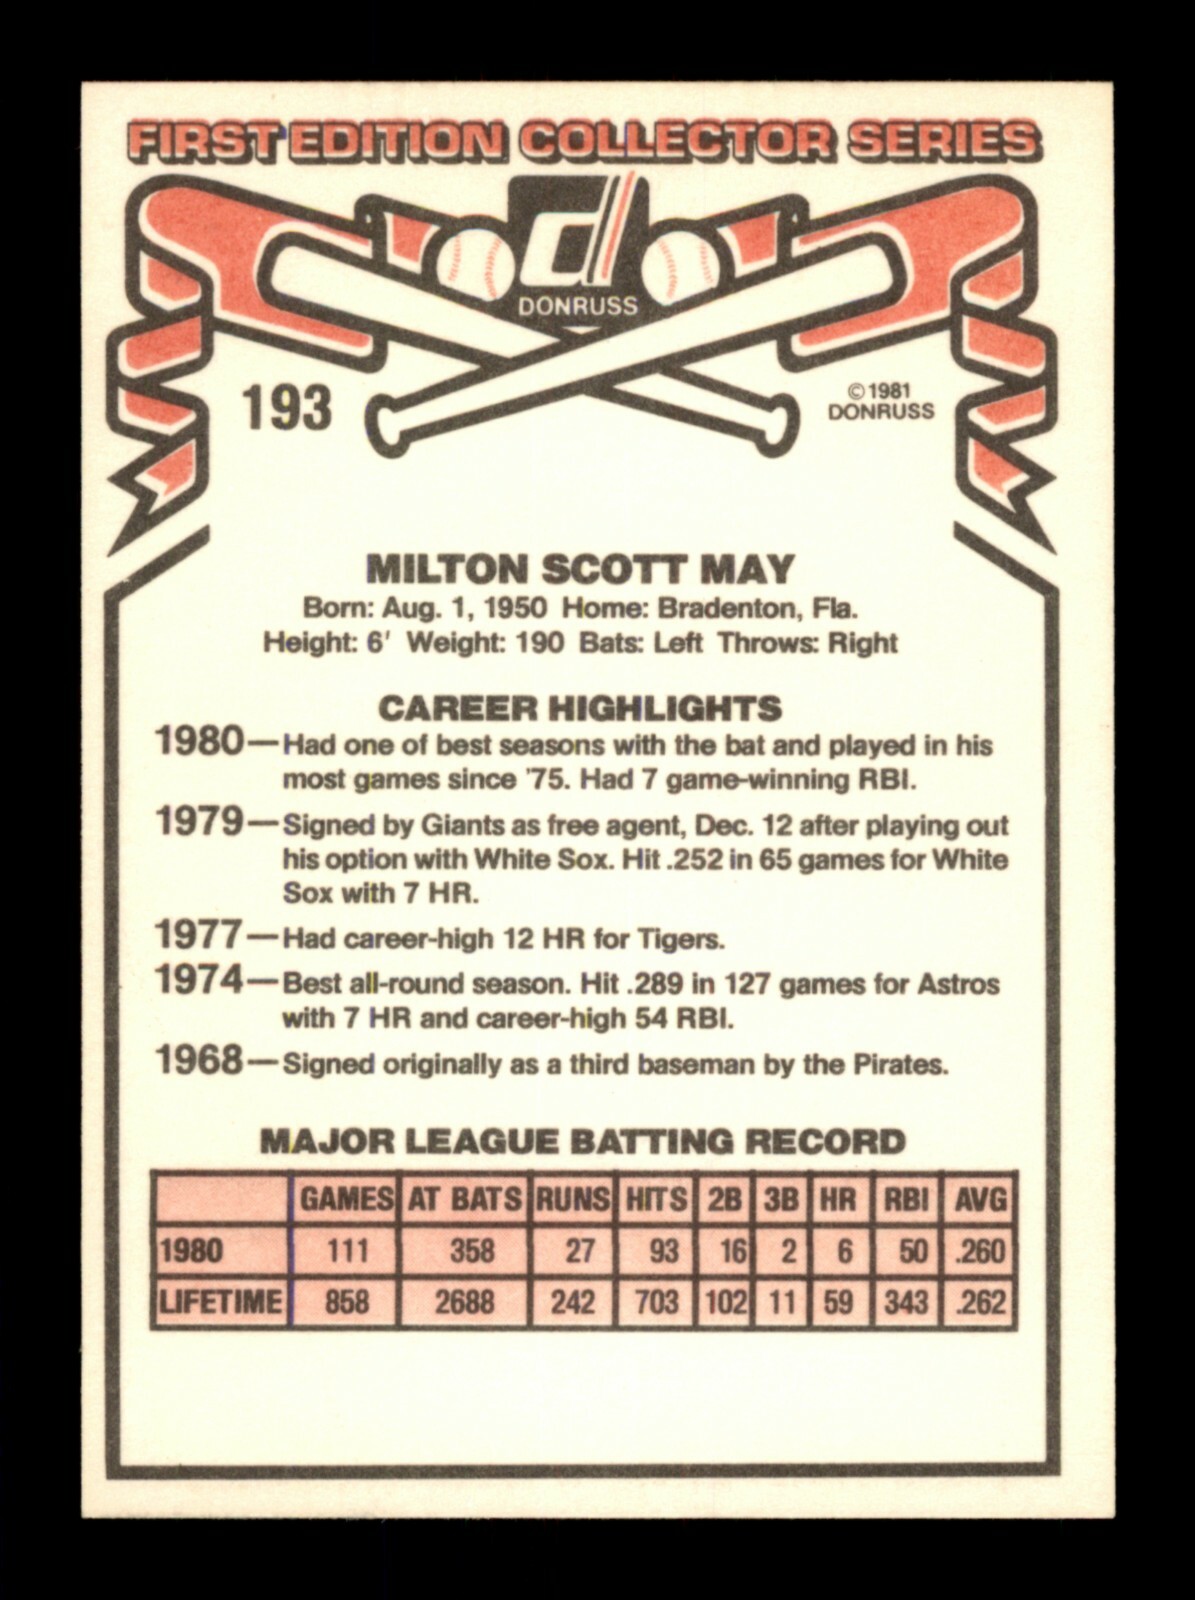 FIRST EDITION COLLECTOR SERIES
d
DONRUSS
193
© 1981
DONRUSS
MILTON SCOTT MAY
Born: Aug. 1, 1950 Home: Bradenton, Fla.
Height: 6' Weight: 190 Bats: Left Throws: Right
CAREER HIGHLIGHTS
1980—Had one of best seasons with the bat and played in his
most games since '75. Had 7 game-winning RBI.
1979—Signed by Giants as free agent, Dec. 12 after playing out
his option with White Sox. Hit .252 in 65 games for White
Sox with 7 HR.
1977—Had career-high 12 HR for Tigers.
1974—Best all-round season. Hit .289 in 127 games for Astros
with 7 HR and career-high 54 RBI.
1968—Signed originally as a third baseman by the Pirates.
MAJOR LEAGUE BATTING RECORD
GAMES AT BATS RUNS HITS 2B 3B HR RBI AVG
1980 111 358 27 93 16 2 6 50 .260
LIFETIME 858 2688 242 703 102 11 59 343 .262